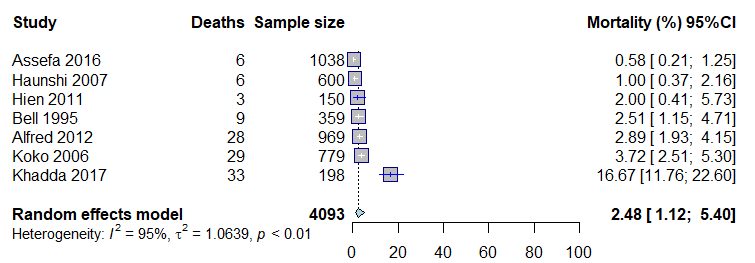 Study Deaths Sample size Mortality (%) 95%CI
Assefa 2016 6 1038 0.58 [ 0.21; 1.25]
Haunshi 2007 6 600 1.00 [ 0.37; 2.16]
Hien 2011 3 150 2.00 [ 0.41; 5.73]
Bell 1995 9 359 2.51 [ 1.15; 4.71]
Alfred 2012 28 969 2.89 [ 1.93; 4.15]
Koko 2006 29 779 3.72 [ 2.51; 5.30]
Khadda 2017 33 198 16.67 [11.76; 22.60]
Random effects model 4093 2.48 [ 1.12; 5.40]
Heterogeneity: I² = 95%, τ² = 1.0639, p < 0.01
0 20 40 60 80 100